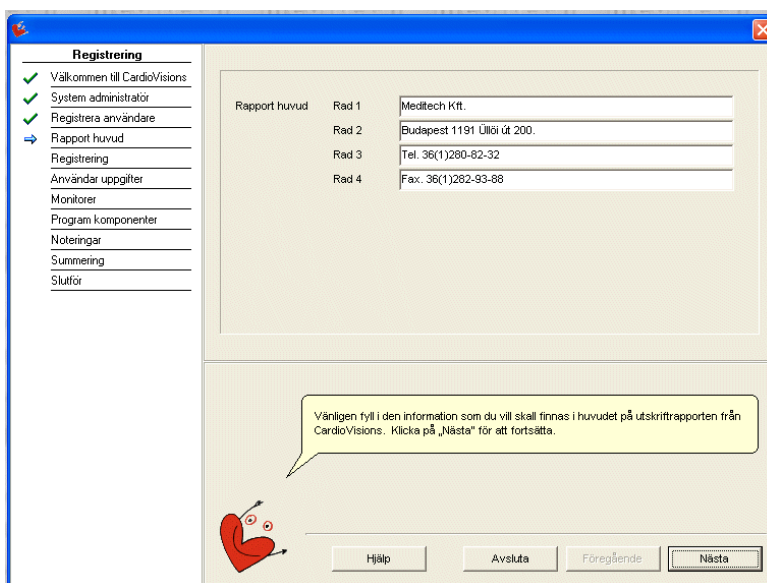 Registrering
Välkommen till CardioVisions
System administratör
Registrera användare
Rapport huvud
Registrering
Användar uppgifter
Monitorer
Program komponenter
Noteringar
Summering
Slutför
Rapport huvud Rad 1 Meditech Kft.
Rad 2 Budapest 1191 Üllöi út 200.
Rad 3 Tel. 36(1)280-82-32
Rad 4 Fax. 36(1)282-93-88
Vänligen fyll i den information som du vill skall finnas i huvudet på utskriftrapporten från
CardioVisions. Klicka på „Nästa" för att fortsätta.
Hjälp Avsluta Föregående Nästa